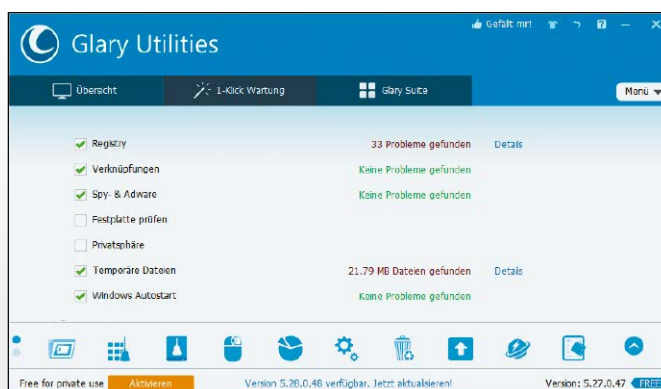 Gefällt mir!
Glary Utilities
Übersicht 1-Klick Wartung Glary Suite Menü
Registry 33 Probleme gefunden Details
Verknüpfungen Keine Probleme gefunden
Spy- & Adware Keine Probleme gefunden
Festplatte prüfen
Privatsphäre
Temporäre Dateien 21.79 MB Dateien gefunden Details
Windows Autostart Keine Probleme gefunden
Free for private use Aktivieren Version 5.28.0.48 verfügbar. Jetzt aktualisieren! Version: 5.27.0.47 FREE